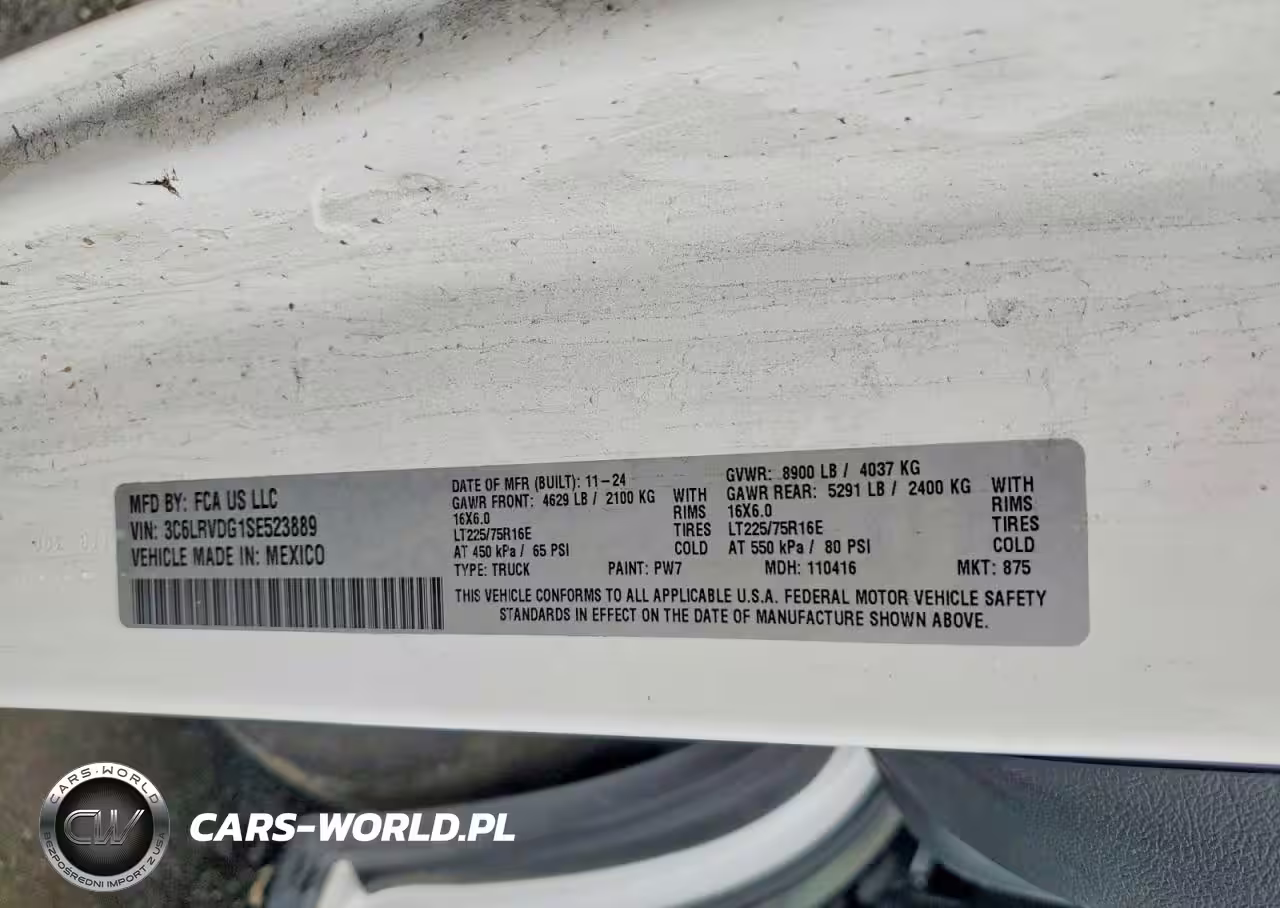 MFD BY: FCA US LLC
VIN: 3C6LRVDG1SE523889
VEHICLE MADE IN: MEXICO
DATE OF MFR (BUILT): 11-24
GAWR FRONT: 4629 LB / 2100 KG WITH
16X6.0 RIMS
LT225/75R16E TIRES
AT 450 kPa / 65 PSI COLD
GVWR: 8900 LB / 4037 KG
GAWR REAR: 5291 LB / 2400 KG WITH
16X6.0 RIMS
LT225/75R16E TIRES
AT 550 kPa / 80 PSI COLD
TYPE: TRUCK PAINT: PW7 MDH: 110416 MKT: 875
THIS VEHICLE CONFORMS TO ALL APPLICABLE U.S.A. FEDERAL MOTOR VEHICLE SAFETY
STANDARDS IN EFFECT ON THE DATE OF MANUFACTURE SHOWN ABOVE.
CARS-WORLD
CW
BEZPOŚREDNI IMPORT Z USA
CARS-WORLD.PL